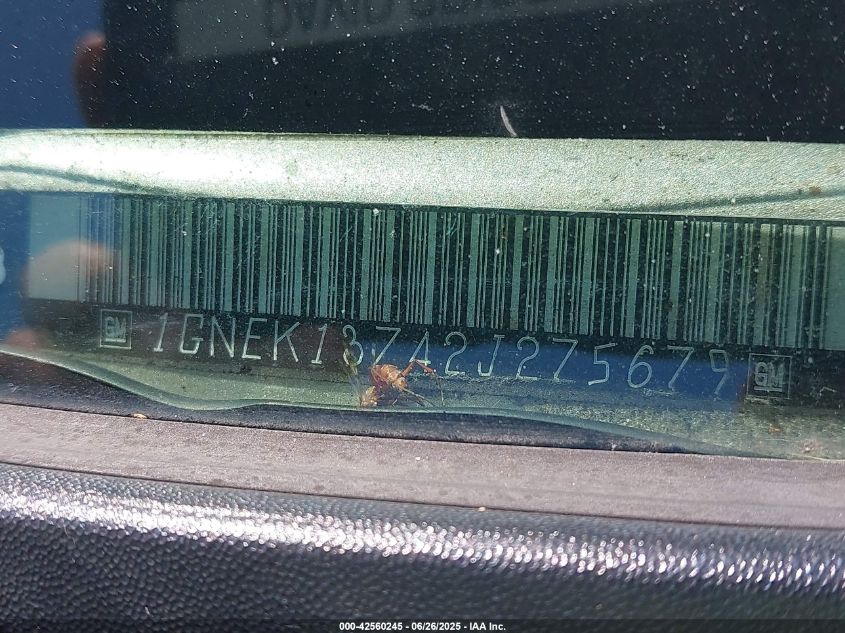 GM 1GNEK13Z42J275679 GM
000-42560245 - 06/26/2025 - IAA Inc.